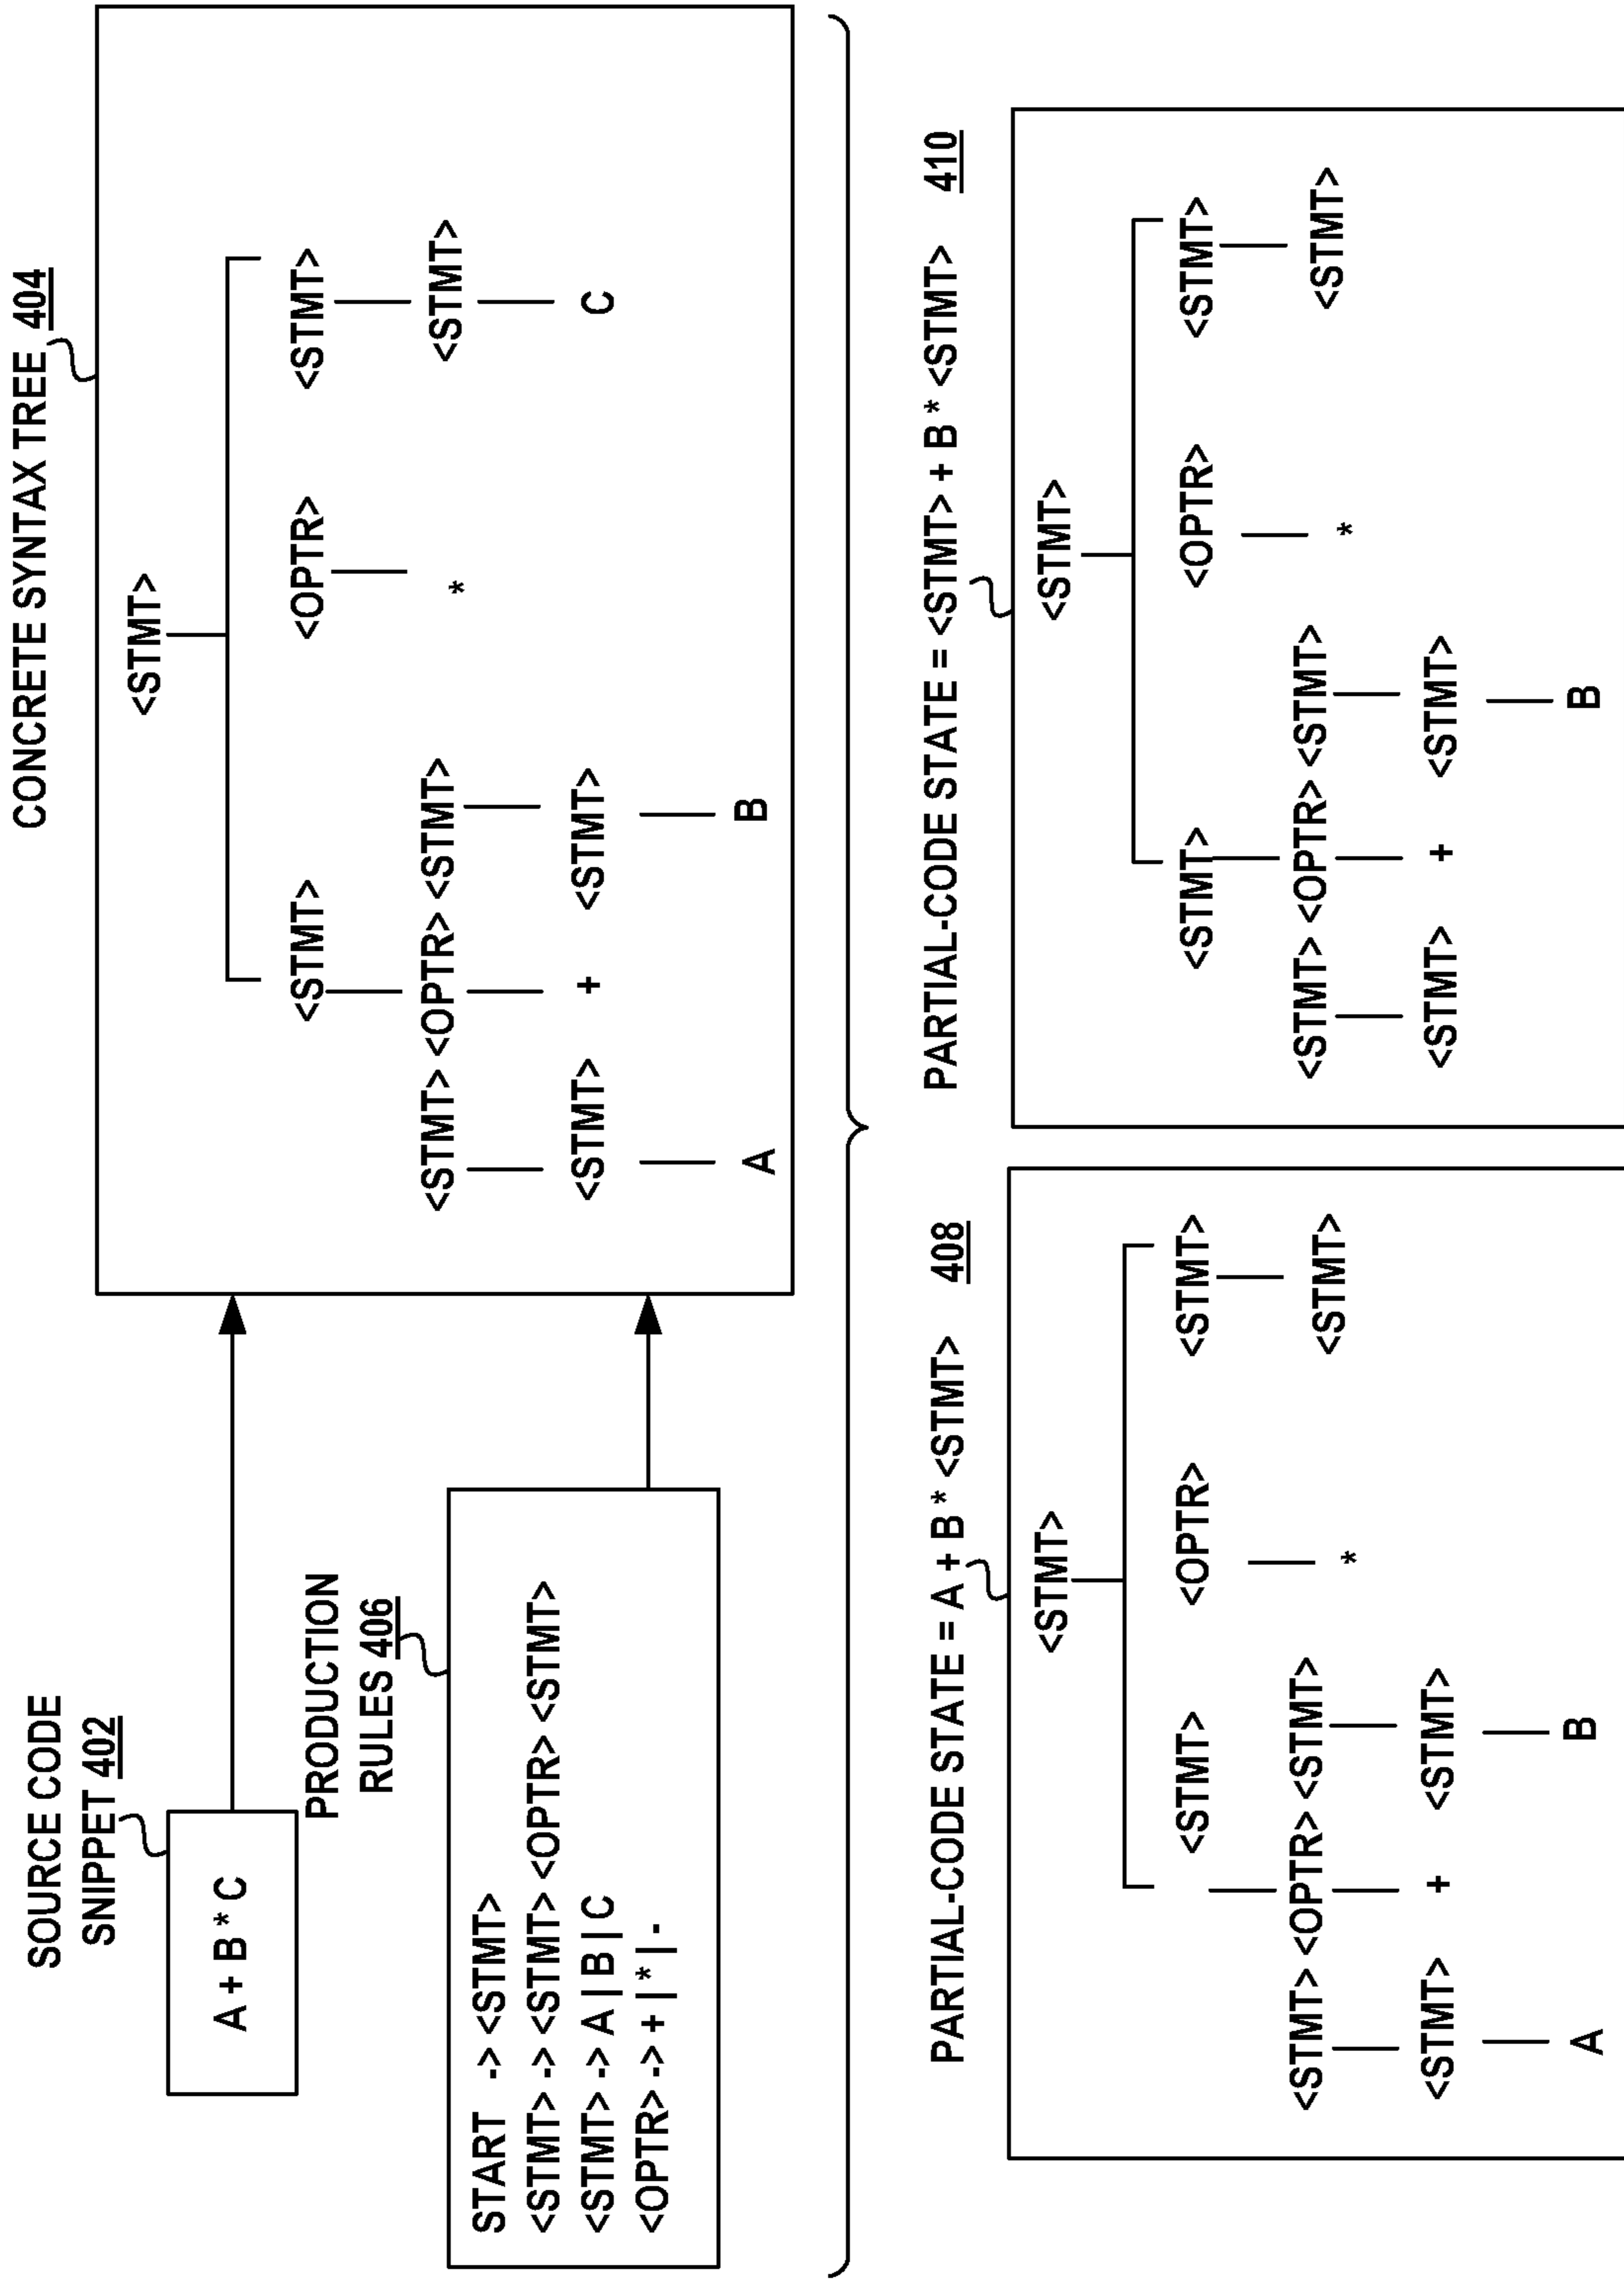 SOURCE CODE
SNIPPET 402
A + B * C
PRODUCTION
RULES 406
START -> <STMT>
<STMT> -> <STMT> <OPTR> <STMT>
<STMT> -> A | B | C
<OPTR> -> + | * | -
CONCRETE SYNTAX TREE 404
<STMT>
<STMT> <OPTR> <STMT>
<STMT> <OPTR> <STMT> * <STMT>
<STMT> + <STMT> C
A B
PARTIAL-CODE STATE = A + B * <STMT> 408
<STMT>
<STMT> <OPTR> <STMT>
<STMT> <OPTR> <STMT> * <STMT>
<STMT> + <STMT>
A B
PARTIAL-CODE STATE = <STMT> + B * <STMT> 410
<STMT>
<STMT> <OPTR> <STMT>
<STMT> <OPTR> <STMT> * <STMT>
<STMT> + <STMT>
B